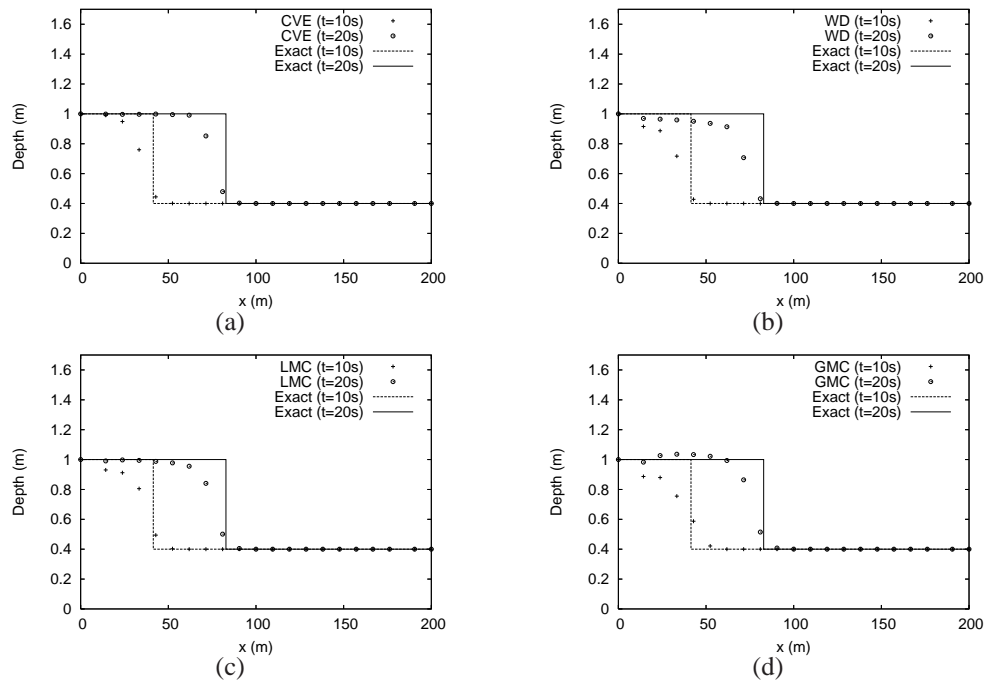 1.6
1.4
1.2
1
0.8
0.6
0.4
0.2
0
Depth (m)
CVE (t=10s)
CVE (t=20s)
Exact (t=10s)
Exact (t=20s)
0 50 100 150 200
x (m)
(a)
1.6
1.4
1.2
1
0.8
0.6
0.4
0.2
0
Depth (m)
WD (t=10s)
WD (t=20s)
Exact (t=10s)
Exact (t=20s)
0 50 100 150 200
x (m)
(b)
1.6
1.4
1.2
1
0.8
0.6
0.4
0.2
0
Depth (m)
LMC (t=10s)
LMC (t=20s)
Exact (t=10s)
Exact (t=20s)
0 50 100 150 200
x (m)
(c)
1.6
1.4
1.2
1
0.8
0.6
0.4
0.2
0
Depth (m)
GMC (t=10s)
GMC (t=20s)
Exact (t=10s)
Exact (t=20s)
0 50 100 150 200
x (m)
(d)